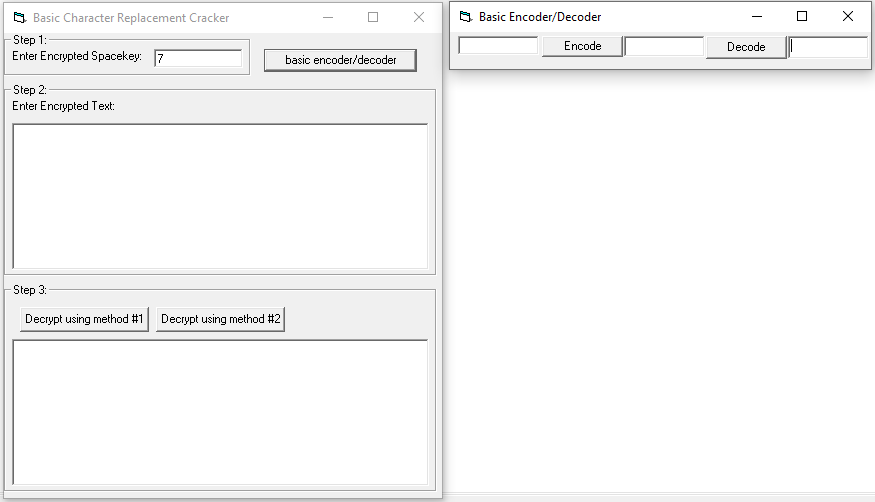 Basic Character Replacement Cracker
Step 1:
Enter Encrypted Spacekey: 7
basic encoder/decoder
Step 2:
Enter Encrypted Text:
Step 3:
Decrypt using method #1 Decrypt using method #2
Basic Encoder/Decoder
Encode Decode